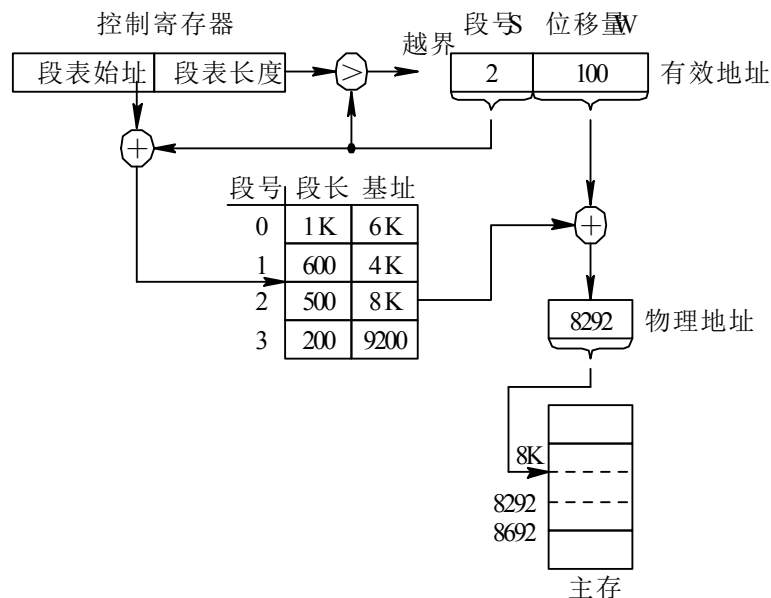 控制寄存器
段表始址 段表长度
>
越界
段号S 位移量W
2 100
有效地址
+
段号 段长 基址
0 1K 6K
1 600 4K
2 500 8K
3 200 9200
+
8292
物理地址
8K
8292
8692
主存